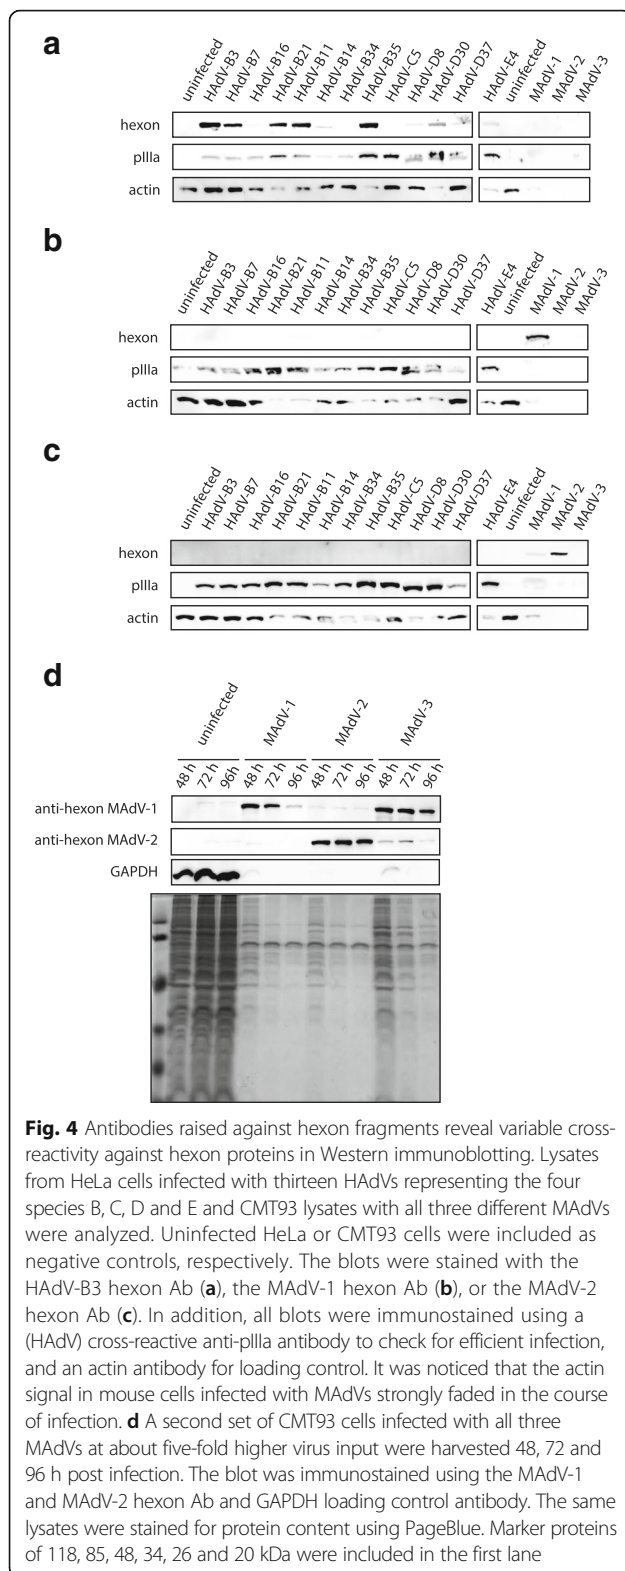 a
uninfected HAdV-B3 HAdV-B7 HAdV-B16 HAdV-B21 HAdV-B11 HAdV-B14 HAdV-B34 HAdV-B35 HAdV-C5 HAdV-D8 HAdV-D30 HAdV-D37 HAdV-E4 uninfected MAdV-1 MAdV-2 MAdV-3
hexon
pIIIa
actin
b
uninfected HAdV-B3 HAdV-B7 HAdV-B16 HAdV-B21 HAdV-B11 HAdV-B14 HAdV-B34 HAdV-B35 HAdV-C5 HAdV-D8 HAdV-D30 HAdV-D37 HAdV-E4 uninfected MAdV-1 MAdV-2 MAdV-3
hexon
pIIIa
actin
c
uninfected HAdV-B3 HAdV-B7 HAdV-B16 HAdV-B21 HAdV-B11 HAdV-B14 HAdV-B34 HAdV-B35 HAdV-C5 HAdV-D8 HAdV-D30 HAdV-D37 HAdV-E4 uninfected MAdV-1 MAdV-2 MAdV-3
hexon
pIIIa
actin
d
uninfected MAdV-1 MAdV-2 MAdV-3
48 h 72 h 96h 48 h 72 h 96 h 48 h 72 h 96 h 48 h 72 h 96 h
anti-hexon MAdV-1
anti-hexon MAdV-2
GAPDH
Fig. 4 Antibodies raised against hexon fragments reveal variable cross-
reactivity against hexon proteins in Western immunoblotting. Lysates
from HeLa cells infected with thirteen HAdVs representing the four
species B, C, D and E and CMT93 lysates with all three different MAdVs
were analyzed. Uninfected HeLa or CMT93 cells were included as
negative controls, respectively. The blots were stained with the
HAdV-B3 hexon Ab (a), the MAdV-1 hexon Ab (b), or the MAdV-2
hexon Ab (c). In addition, all blots were immunostained using a
(HAdV) cross-reactive anti-pIIIa antibody to check for efficient infection,
and an actin antibody for loading control. It was noticed that the actin
signal in mouse cells infected with MAdVs strongly faded in the course
of infection. d A second set of CMT93 cells infected with all three
MAdVs at about five-fold higher virus input were harvested 48, 72 and
96 h post infection. The blot was immunostained using the MAdV-1
and MAdV-2 hexon Ab and GAPDH loading control antibody. The same
lysates were stained for protein content using PageBlue. Marker proteins
of 118, 85, 48, 34, 26 and 20 kDa were included in the first lane